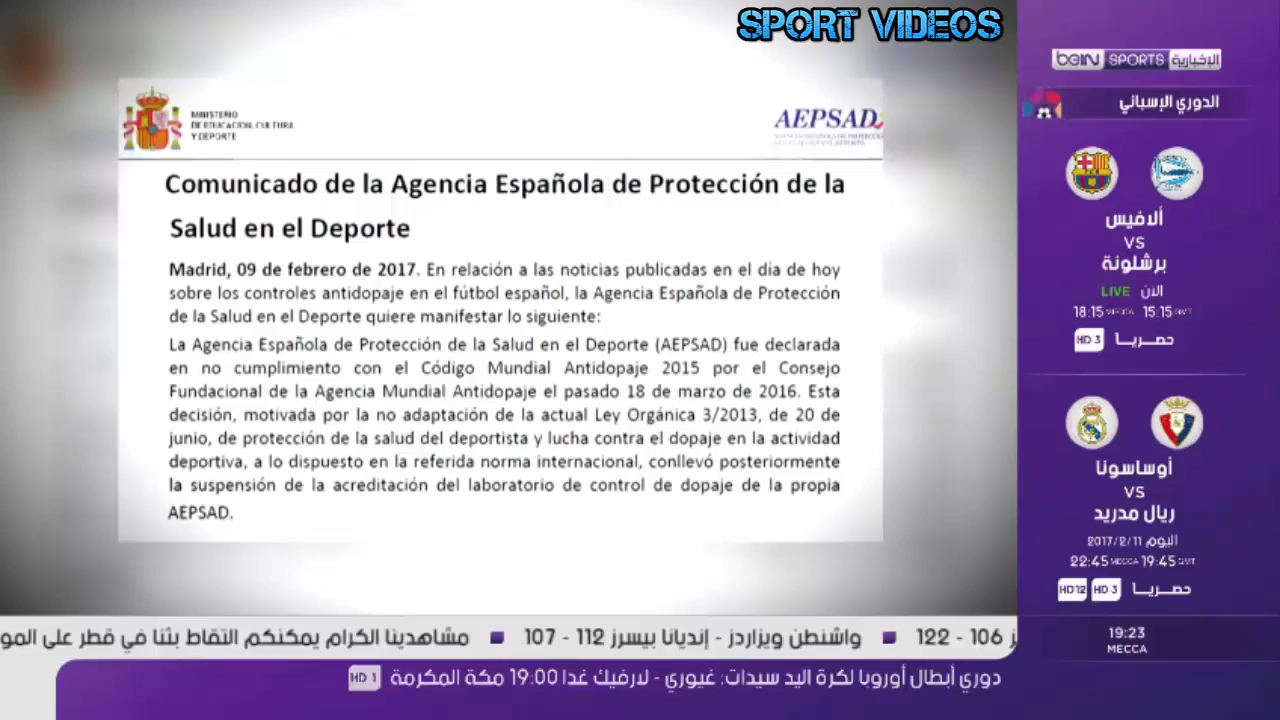 SPORT VIDEOS
MINISTERIO
DE EDUCACIÓN, CULTURA
Y DEPORTE
AEPSAD
Comunicado de la Agencia Española de Protección de la
Salud en el Deporte
Madrid, 09 de febrero de 2017. En relación a las noticias publicadas en el día de hoy
sobre los controles antidopaje en el fútbol español, la Agencia Española de Protección
de la Salud en el Deporte quiere manifestar lo siguiente:
La Agencia Española de Protección de la Salud en el Deporte (AEPSAD) fue declarada
en no cumplimiento con el Código Mundial Antidopaje 2015 por el Consejo
Fundacional de la Agencia Mundial Antidopaje el pasado 18 de marzo de 2016. Esta
decisión, motivada por la no adaptación de la actual Ley Orgánica 3/2013, de 20 de
junio, de protección de la salud del deportista y lucha contra el dopaje en la actividad
deportiva, a lo dispuesto en la referida norma internacional, conllevó posteriormente
la suspensión de la acreditación del laboratorio de control de dopaje de la propia
AEPSAD.
beIN SPORTS الإخبارية
الدوري الإسباني
ألافيس
VS
برشلونة
الآن LIVE
18:15 MECCA 15:15 GMT
حصريا HD 3
أوساسونا
VS
ريال مدريد
اليوم 2017/2/11
22:45 MECCA 19:45 GMT
حصريا HD 3 HD12
19:23
MECCA
ز 106 - 122 ■ واشنطن ويزاردز - إنديانا بيسرز 112 - 107 ■ مشاهدينا الكرام يمكنكم التقاط بثنا في قطر على المو
دوري أبطال أوروبا لكرة اليد سيدات: غيوري - لارفيك غدا 19:00 مكة المكرمة HD 1